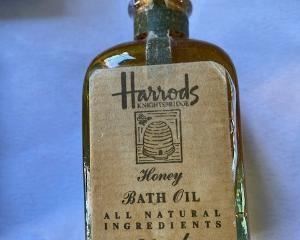 Harrods
KNIGHTSBRIDGE
Honey
BATH OIL
ALL NATURAL
INGREDIENTS